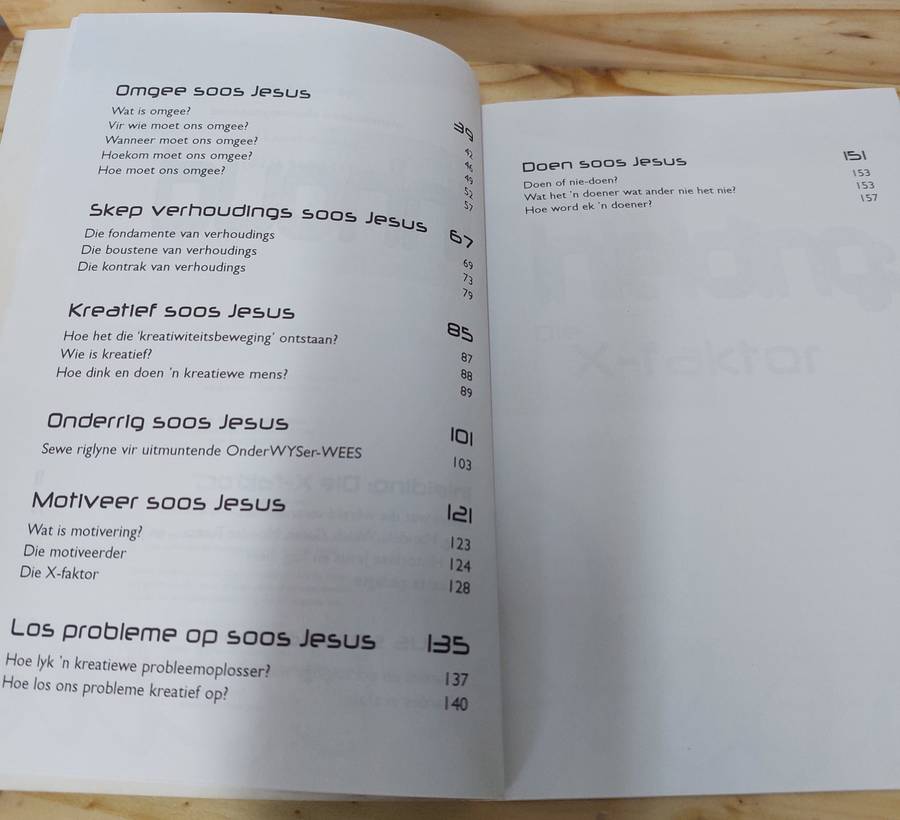 Omgee soos Jesus 39
Wat is omgee? 42
Vir wie moet ons omgee? 46
Wanneer moet ons omgee? 49
Hoekom moet ons omgee? 52
Hoe moet ons omgee? 57
Skep verhoudings soos Jesus 67
Die fondamente van verhoudings 69
Die boustene van verhoudings 73
Die kontrak van verhoudings 79
Kreatief soos Jesus 85
Hoe het die 'kreatiwiteitsbeweging' ontstaan? 87
Wie is kreatief? 88
Hoe dink en doen 'n kreatiewe mens? 89
Onderrig soos Jesus 101
Sewe riglyne vir uitmuntende OnderWYSer-WEES 103
Motiveer soos Jesus 121
Wat is motivering? 123
Die motiveerder 124
Die X-faktor 128
Los probleme op soos Jesus 135
Hoe lyk 'n kreatiewe probleemoplosser? 137
Hoe los ons probleme kreatief op? 140
Doen soos Jesus 151
Doen of nie-doen? 153
Wat het 'n doener wat ander nie het nie? 153
Hoe word ek 'n doener? 157